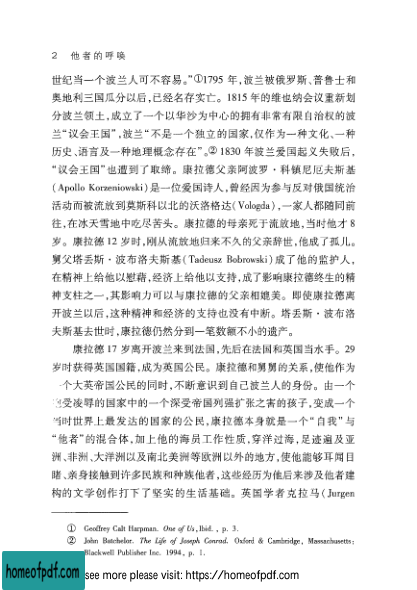 2 他者的呼唤
世纪当一个波兰人可不容易。”①1795 年,波兰被俄罗斯、普鲁士和
奥地利三国瓜分以后,已经名存实亡。1815 年的维也纳会议重新划
分波兰领土,成立了一个以华沙为中心的拥有非常有限自治权的波
兰“议会王国”,波兰“不是一个独立的国家,仅作为一种文化、一种
历史、语言及一种地理概念存在”。② 1830 年波兰爱国起义失败后,
“议会王国”也遭到了取缔。康拉德父亲阿波罗·科镇尼厄夫斯基
(Apollo Korzeniowski)是一位爱国诗人,曾经因为参与反对俄国统治
活动而被流放到莫斯科以北的沃洛格达(Vologda),一家人都随同前
往,在冰天雪地中吃尽苦头。康拉德的母亲死于流放地,当时他才 8
岁。康拉德 12 岁时,刚从流放地归来不久的父亲辞世,他成了孤儿。
舅父塔丢斯·波布洛夫斯基(Tadeusz Bobrowski)成了他的监护人,
在精神上给他以慰藉,经济上给他以支持,成了影响康拉德终生的精
神支柱之一,其影响力可以与康拉德的父亲相媲美。即使康拉德离
开波兰以后,这种精神和经济的支持也没有中断。塔丢斯·波布洛
夫斯基去世时,康拉德仍然分到一笔数额不小的遗产。
康拉德 17 岁离开波兰来到法国,先后在法国和英国当水手。29
岁时获得英国国籍,成为英国公民。康拉德和舅舅的关系,使他作为
一个大英帝国公民的同时,不断意识到自己波兰人的身份。由一个
受凌辱的国家中的一个深受帝国列强扩张之害的孩子,变成一个
当时世界上最发达的国家的公民,康拉德本身就是一个“自我”与
“他者”的混合体,加上他的海员工作性质,穿洋过海,足迹遍及亚
洲、非洲、大洋洲以及南北美洲等欧洲以外的地方,使他能够耳闻目
睹、亲身接触到许多民族和种族他者,这些经历为他后来涉及他者建
构的文学创作打下了坚实的生活基础。英国学者克拉马(Jurgen
① Geoffrey Calt Harpman. One of Us,Ibid. , p. 3.
② John Batchelor. The Life of Joseph Conrad. Oxford & Cambridge, Massachusetts:
Blackwell Publisher Inc. 1994, p. 1.
homeofpdf.com
see more please visit: https://homeofpdf.com